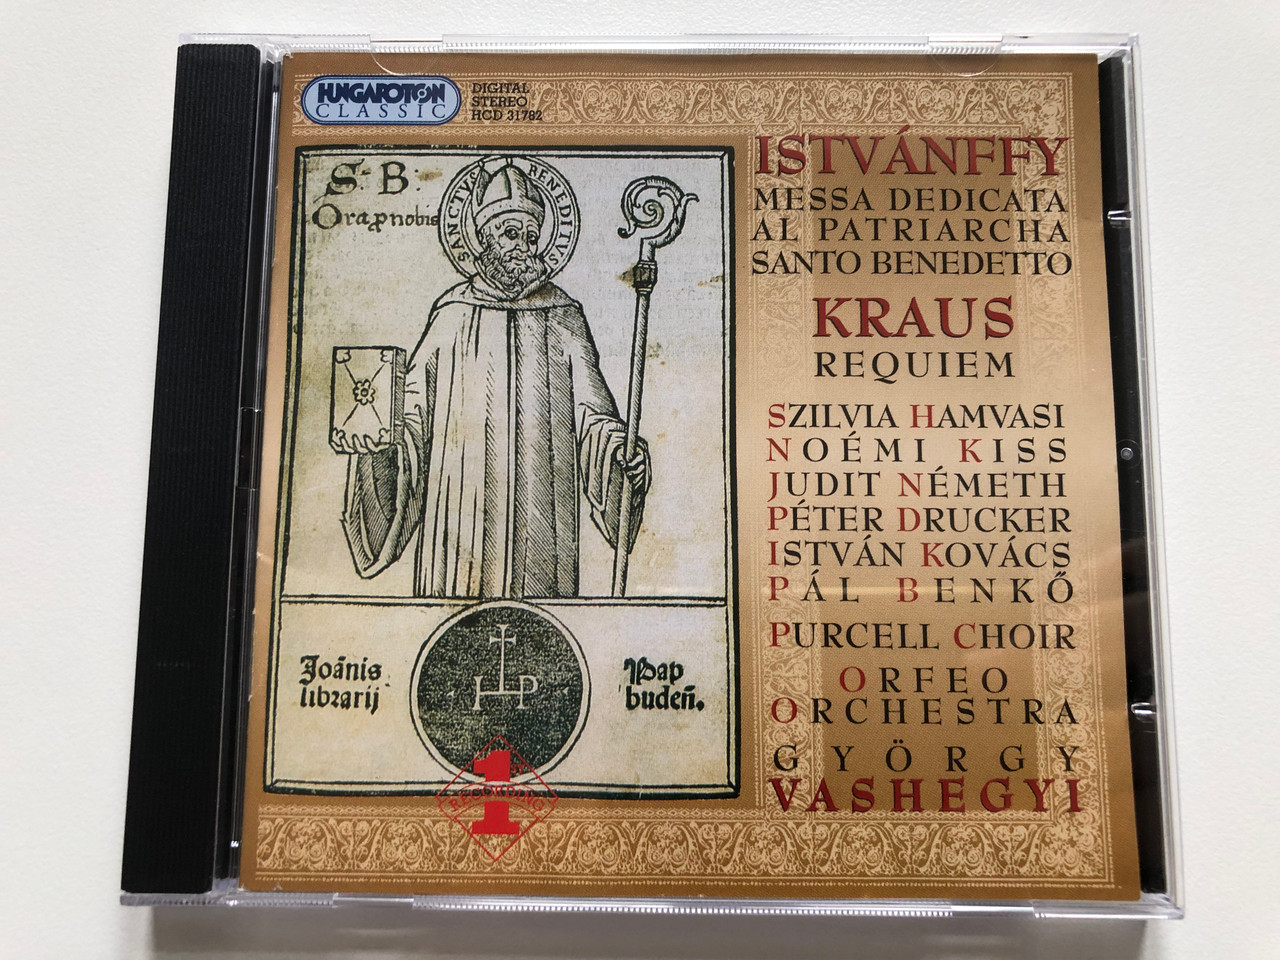 HUNGAROTON
CLASSIC
DIGITAL
STEREO
HCD 31782
S. B.
Ora ꝓ nobis
SANCTVS BENEDITVS
Joānis
librarij
Pap
budeñ.
H P
1
RECORDING
ISTVÁNFFY
MESSA DEDICATA
AL PATRIARCHA
SANTO BENEDETTO
KRAUS
REQUIEM
SZILVIA HAMVASI
NOÉMI KISS
JUDIT NÉMETH
PÉTER DRUCKER
ISTVÁN KOVÁCS
PÁL BENKŐ
PURCELL CHOIR
ORFEO
ORCHESTRA
GYÖRGY
VASHEGYI